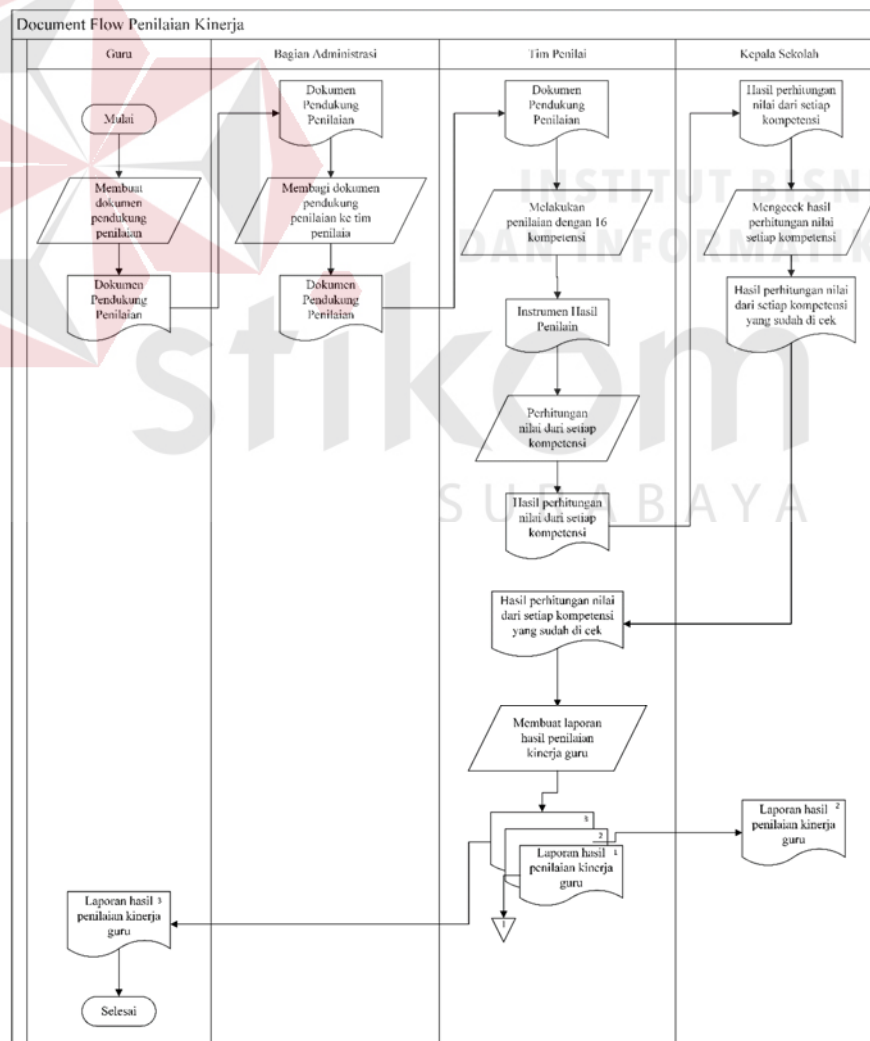 Document Flow Penilaian Kinerja
Guru
Bagian Administrasi
Tim Penilai
Kepala Sekolah
Mulai
Membuat
dokumen
pendukung
penilaian
Dokumen
Pendukung
Penilaian
Dokumen
Pendukung
Penilaian
Membagi dokumen
pendukung
penilaian ke tim
penilaia
Dokumen
Pendukung
Penilaian
Dokumen
Pendukung
Penilaian
Melakukan
penilaian dengan 16
kompetensi
Instrumen Hasil
Penilain
Perhitungan
nilai dari setiap
kompetensi
Hasil perhitungan
nilai dari setiap
kompetensi
Hasil perhitungan
nilai dari setiap
kompetensi
Mengecek hasil
perhitungan nilai
setiap kompetensi
Hasil perhitungan nilai
dari setiap kompetensi
yang sudah di cek
Hasil perhitungan nilai
dari setiap kompetensi
yang sudah di cek
Membuat laporan
hasil penilaian
kinerja guru
3
2
Laporan hasil 1
penilaian kinerja
guru
1
Laporan hasil 2
penilaian kinerja
guru
Laporan hasil 3
penilaian kinerja
guru
Selesai
INSTITUT BISNI
DAN INFORMATIK
stikom
SURABAYA